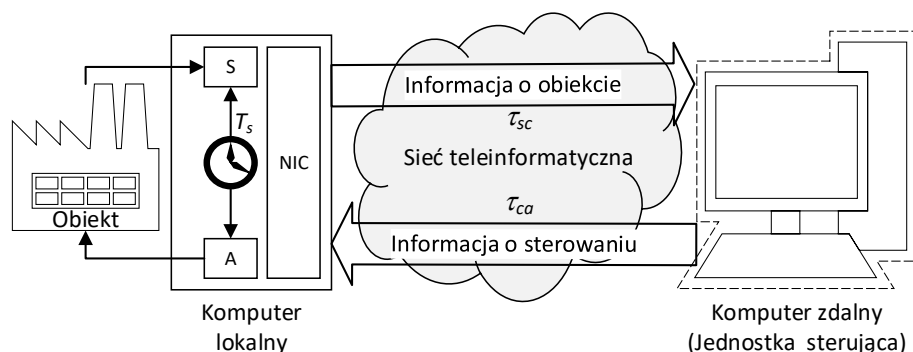 S
Informacja o obiekcie
T_s
τ_sc
NIC
Sieć teleinformatyczna
Obiekt
τ_ca
A
Informacja o sterowaniu
Komputer
lokalny
Komputer zdalny
(Jednostka sterująca)